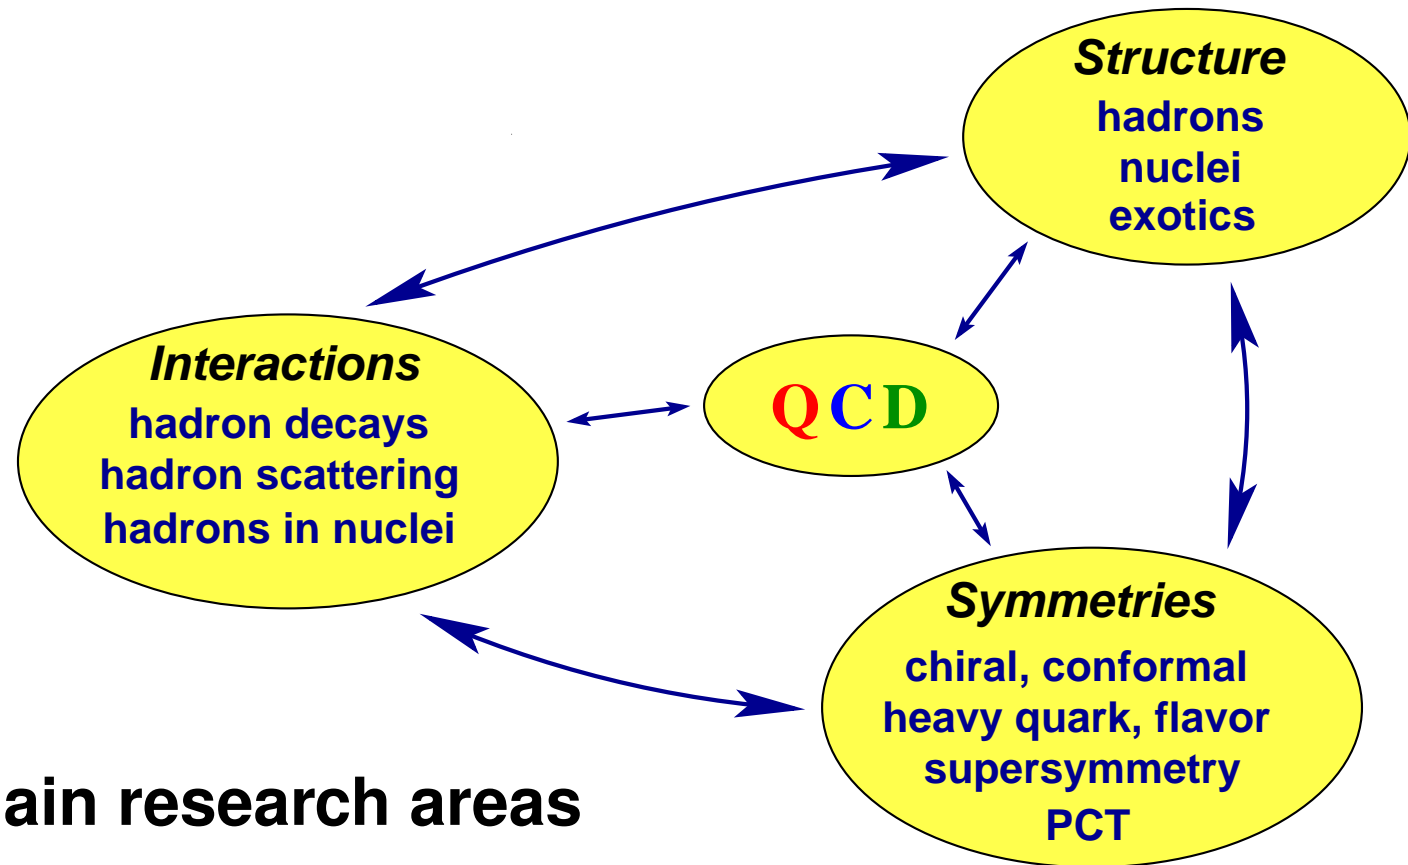 Structure
hadrons
nuclei
exotics
Interactions
hadron decays
hadron scattering
hadrons in nuclei
QCD
Symmetries
chiral, conformal
heavy quark, flavor
supersymmetry
PCT
ain research areas